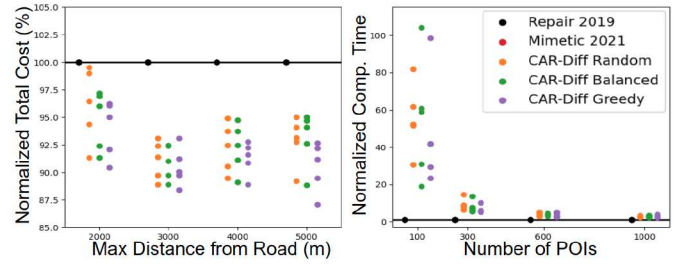 Normalized Total Cost (%)
105.0
102.5
100.0
97.5
95.0
92.5
90.0
87.5
85.0
2000
3000
4000
5000
Max Distance from Road (m)
Normalized Comp. Time
100
80
60
40
20
0
100
300
600
1000
Number of POIs
Repair 2019
Mimetic 2021
CAR-Diff Random
CAR-Diff Balanced
CAR-Diff Greedy